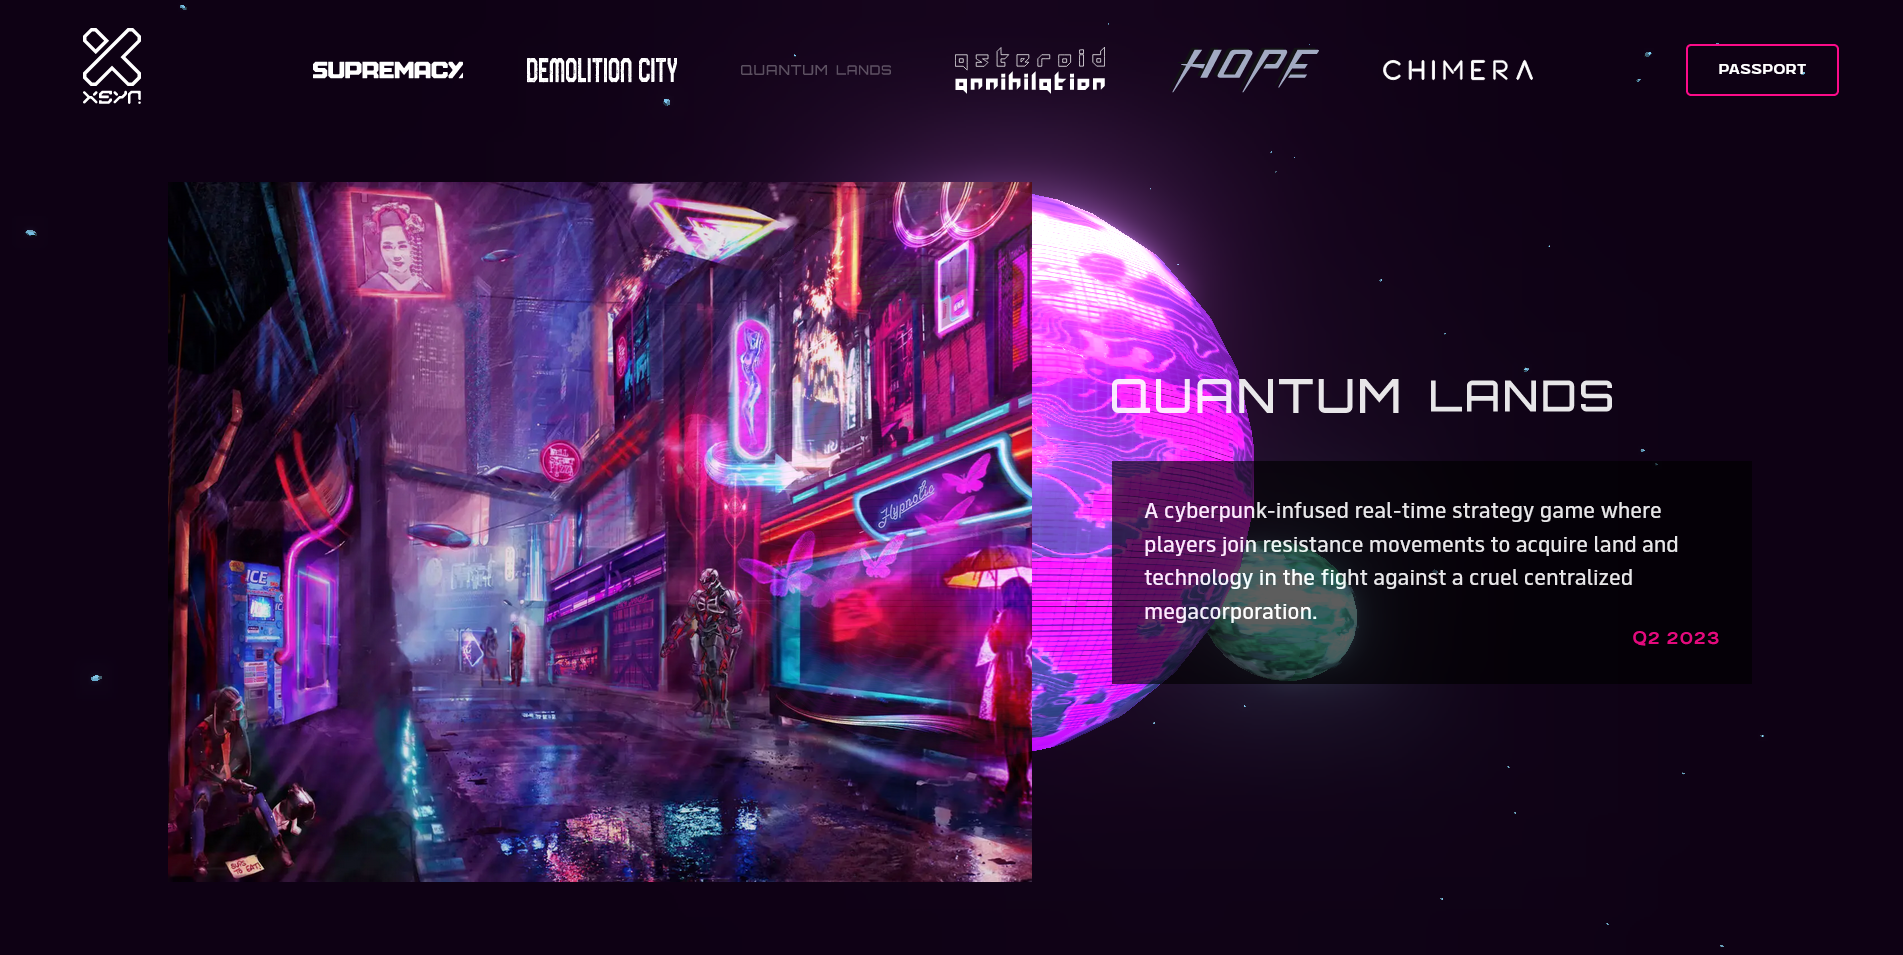 XSYN
SUPREMACY
DEMOLITION CITY
QUANTUM LANDS
asteroid
annihilation
HOPE
CHIMERA
PASSPORT
Hypnotic
ICE
QUANTUM LANDS
A cyberpunk-infused real-time strategy game where
players join resistance movements to acquire land and
technology in the fight against a cruel centralized
megacorporation.
Q2 2023